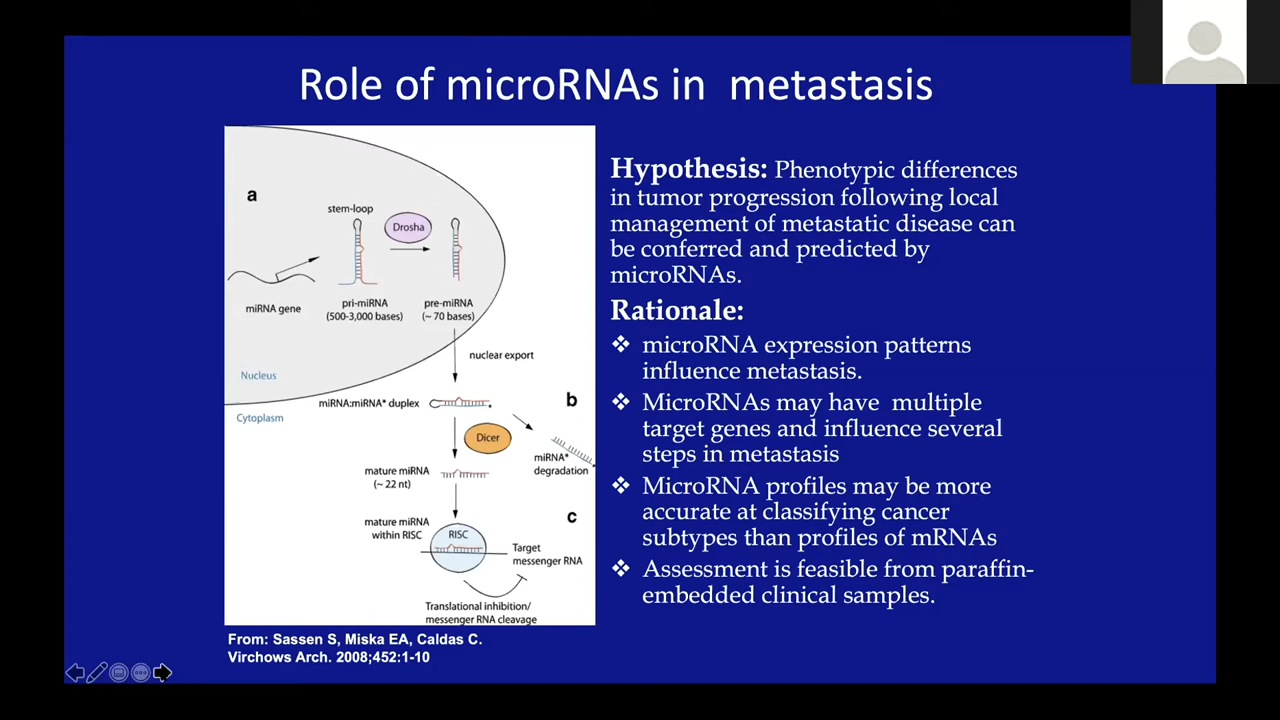 Role of microRNAs in metastasis
a
stem-loop
Drosha
miRNA gene
pri-miRNA
(500-3,000 bases)
pre-miRNA
(~ 70 bases)
nuclear export
Nucleus
Cytoplasm
miRNA:miRNA* duplex
b
Dicer
miRNA*
degradation
mature miRNA
(~ 22 nt)
c
mature miRNA
within RISC
RISC
Target
messenger RNA
Translational inhibition/
messenger RNA cleavage
From: Sassen S, Miska EA, Caldas C.
Virchows Arch. 2008;452:1-10
Hypothesis: Phenotypic differences
in tumor progression following local
management of metastatic disease can
be conferred and predicted by
microRNAs.
Rationale:
❖ microRNA expression patterns
influence metastasis.
❖ MicroRNAs may have multiple
target genes and influence several
steps in metastasis
❖ MicroRNA profiles may be more
accurate at classifying cancer
subtypes than profiles of mRNAs
❖ Assessment is feasible from paraffin-
embedded clinical samples.